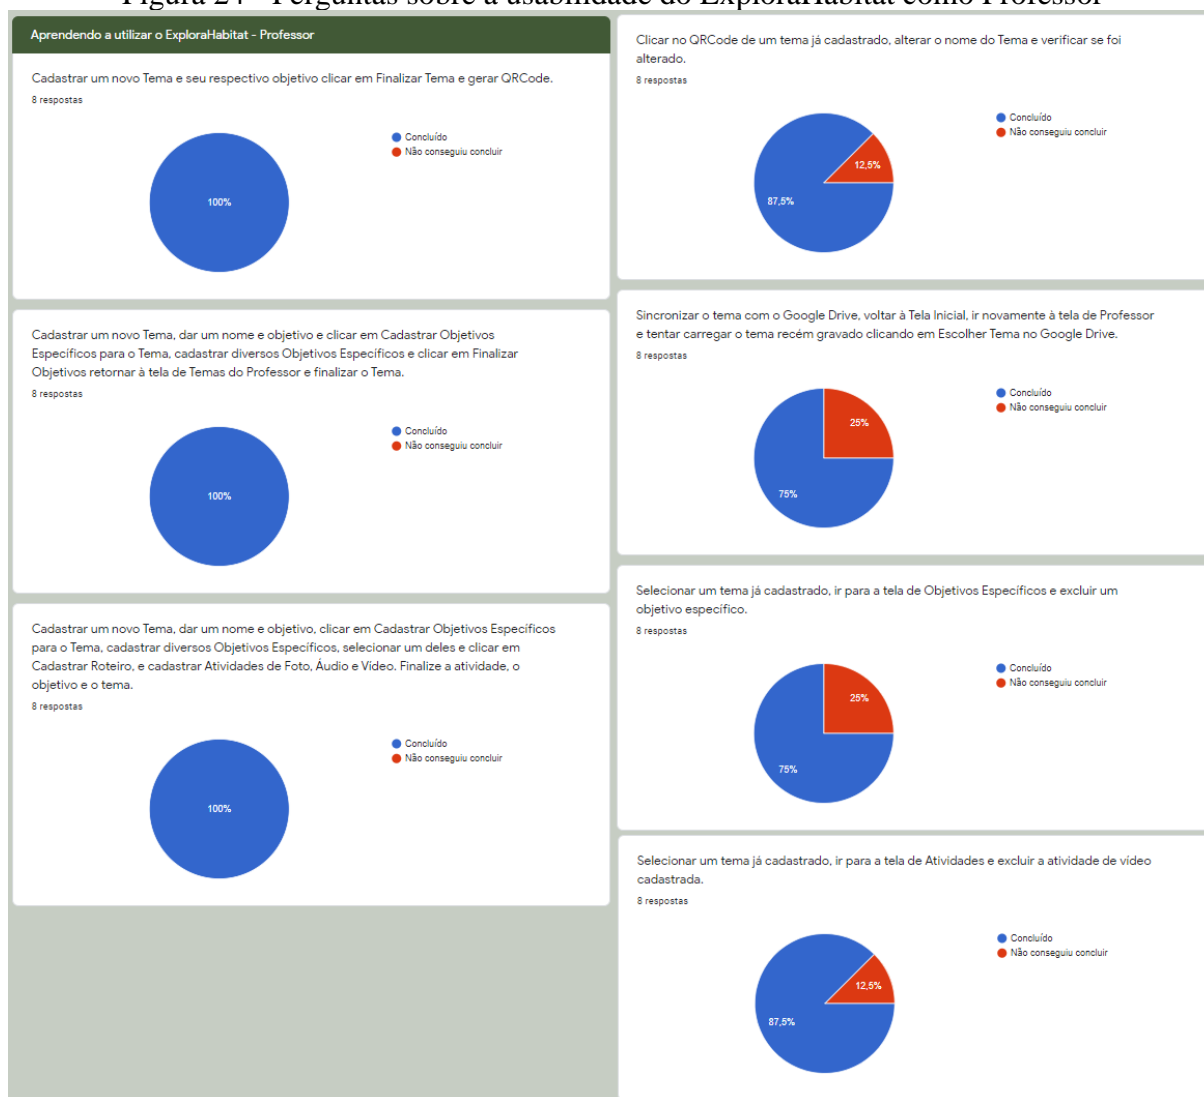 Figura 24 - Perguntas sobre a usabilidade do ExploraHabitat como Professor
Aprendendo a utilizar o ExploraHabitat - Professor
Cadastrar um novo Tema e seu respectivo objetivo clicar em Finalizar Tema e gerar QRCode.
8 respostas
Concluído
Não conseguiu concluir
100%
Cadastrar um novo Tema, dar um nome e objetivo e clicar em Cadastrar Objetivos
Específicos para o Tema, cadastrar diversos Objetivos Específicos e clicar em Finalizar
Objetivos retornar à tela de Temas do Professor e finalizar o Tema.
8 respostas
Concluído
Não conseguiu concluir
100%
Cadastrar um novo Tema, dar um nome e objetivo, clicar em Cadastrar Objetivos Específicos
para o Tema, cadastrar diversos Objetivos Específicos, selecionar um deles e clicar em
Cadastrar Roteiro, e cadastrar Atividades de Foto, Áudio e Vídeo. Finalize a atividade, o
objetivo e o tema.
8 respostas
Concluído
Não conseguiu concluir
100%
Clicar no QRCode de um tema já cadastrado, alterar o nome do Tema e verificar se foi
alterado.
8 respostas
Concluído
Não conseguiu concluir
12,5%
87,5%
Sincronizar o tema com o Google Drive, voltar à Tela Inicial, ir novamente à tela de Professor
e tentar carregar o tema recém gravado clicando em Escolher Tema no Google Drive.
8 respostas
Concluído
Não conseguiu concluir
25%
75%
Selecionar um tema já cadastrado, ir para a tela de Objetivos Específicos e excluir um
objetivo específico.
8 respostas
Concluído
Não conseguiu concluir
25%
75%
Selecionar um tema já cadastrado, ir para a tela de Atividades e excluir a atividade de vídeo
cadastrada.
8 respostas
Concluído
Não conseguiu concluir
12,5%
87,5%